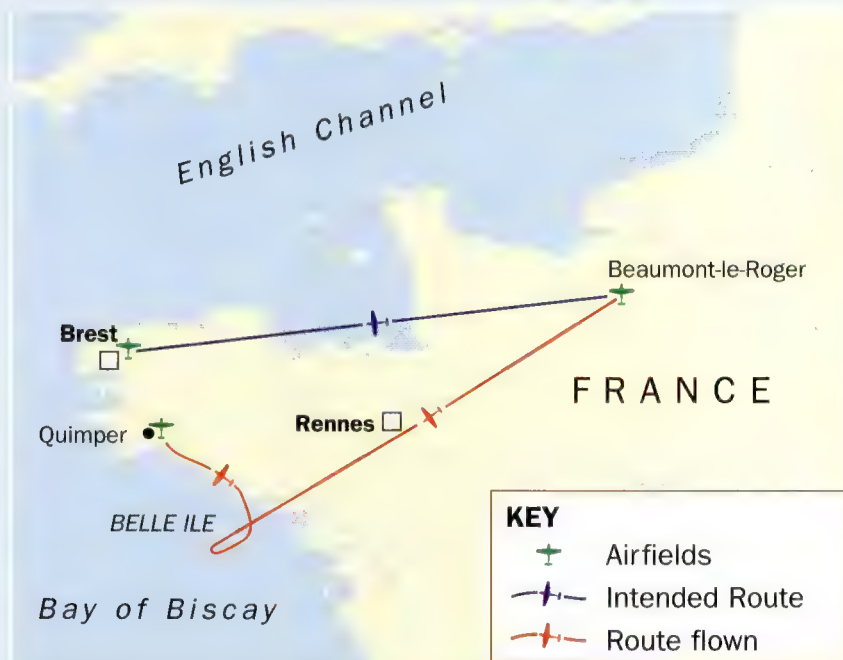 English Channel
Beaumont-le-Roger
Brest
FRANCE
Rennes
Quimper
BELLE ILE
Bay of Biscay
KEY
Airfields
Intended Route
Route flown